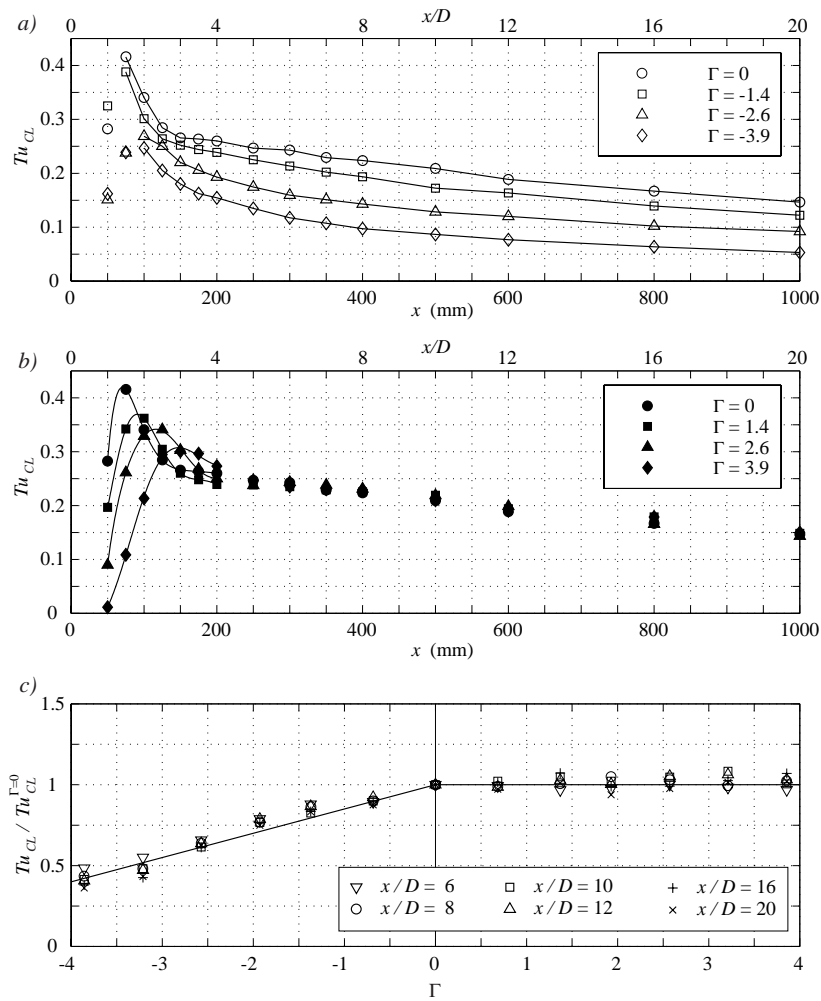 a)
x/D
0 4 8 12 16 20
Tu_CL
0.4
0.3
0.2
0.1
0
Γ = 0
Γ = -1.4
Γ = -2.6
Γ = -3.9
0 200 400 600 800 1000
x (mm)
b)
x/D
0 4 8 12 16 20
Tu_CL
0.4
0.3
0.2
0.1
0
Γ = 0
Γ = 1.4
Γ = 2.6
Γ = 3.9
0 200 400 600 800 1000
x (mm)
c)
Tu_CL / Tu_CL^Γ=0
1.5
1
0.5
0
x / D = 6
x / D = 8
x / D = 10
x / D = 12
x / D = 16
x / D = 20
-4 -3 -2 -1 0 1 2 3 4
Γ